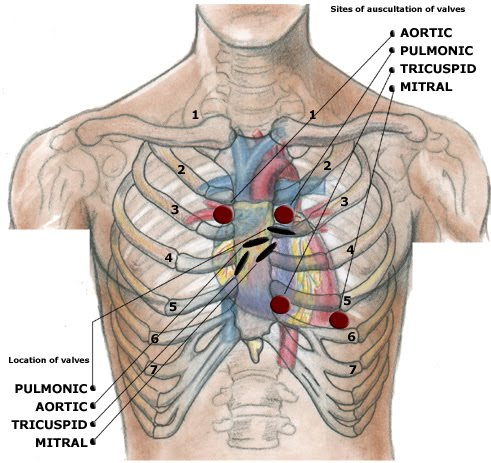 Sites of auscultation of valves
AORTIC
PULMONIC
TRICUSPID
MITRAL
1 1
2 2
3 3
4 4
5 5
6 6
7 7
Location of valves
PULMONIC
AORTIC
TRICUSPID
MITRAL